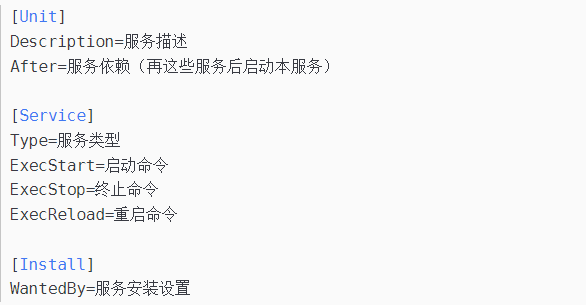 [Unit]
Description=服务描述
After=服务依赖（再这些服务后启动本服务）
[Service]
Type=服务类型
ExecStart=启动命令
ExecStop=终止命令
ExecReload=重启命令
[Install]
WantedBy=服务安装设置